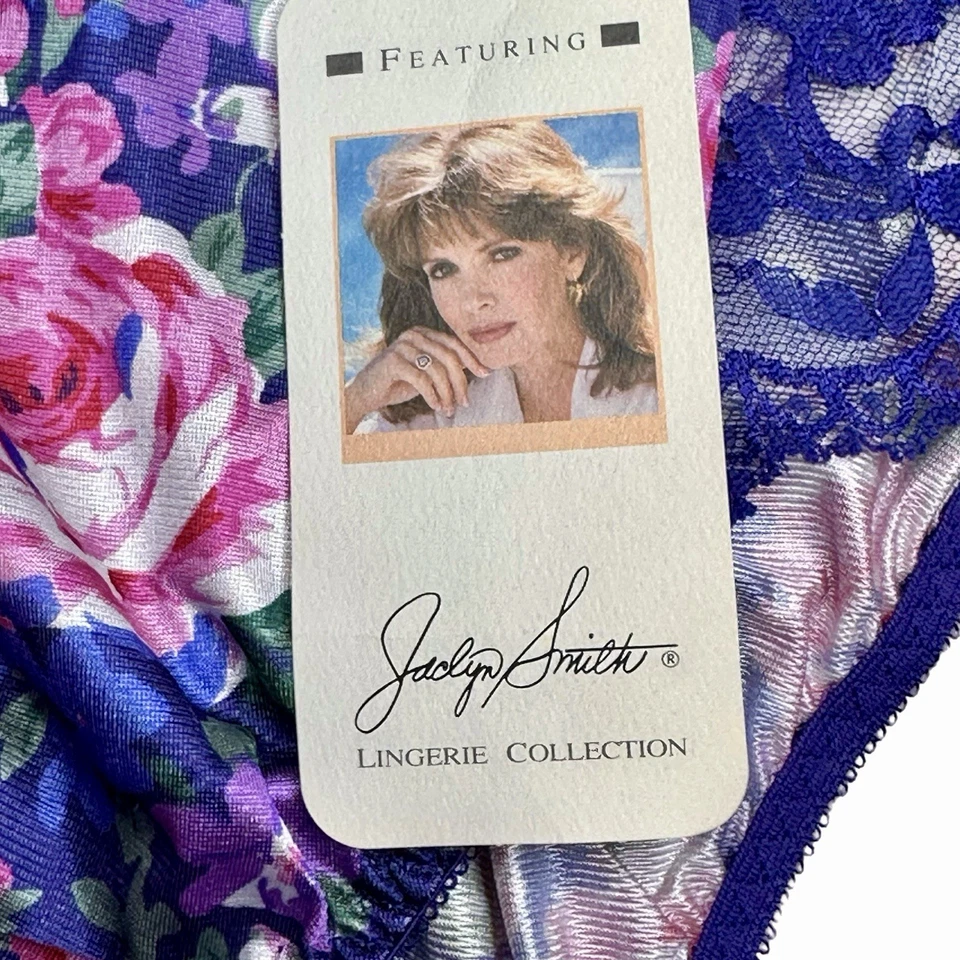 FEATURING
Jaclyn Smith ®
LINGERIE COLLECTION